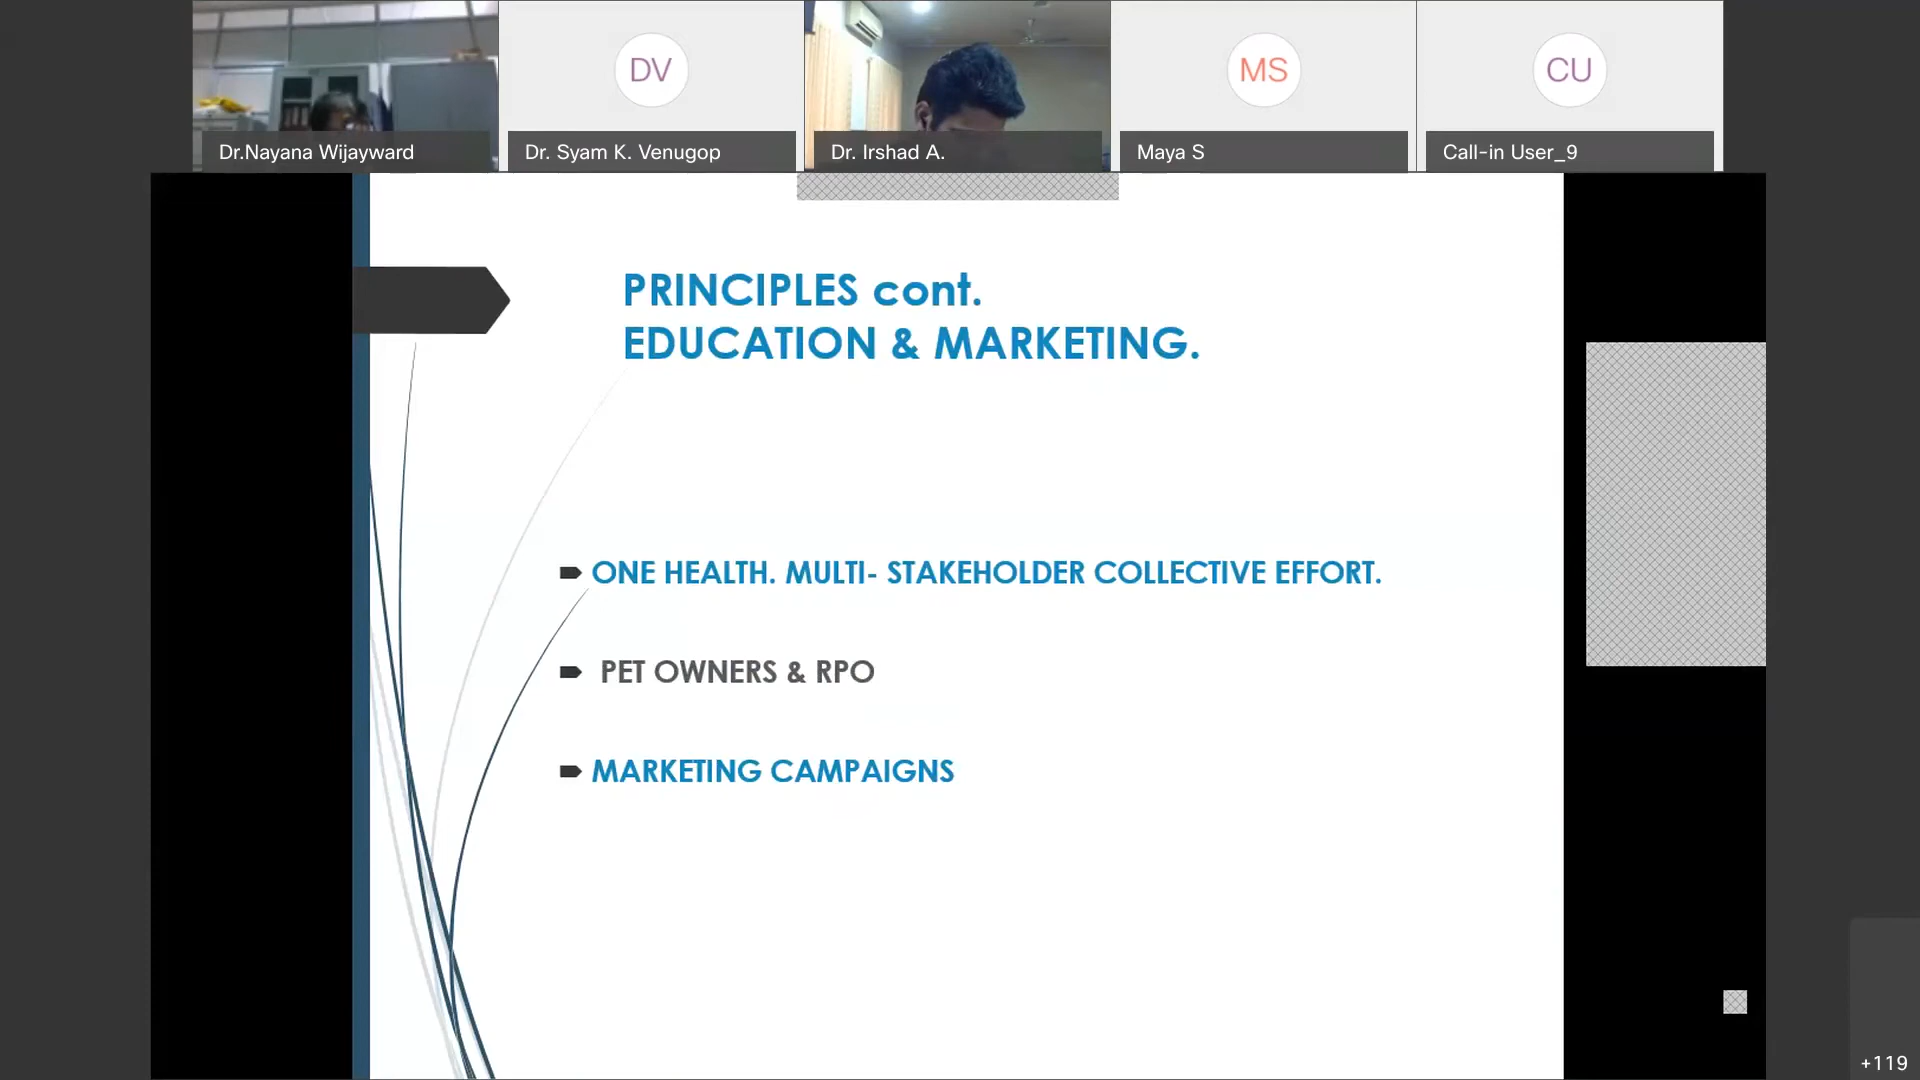 DV
MS
CU
Dr.Nayana Wijayward
Dr. Syam K. Venugop
Dr. Irshad A.
Maya S
Call-in User_9
PRINCIPLES cont.
EDUCATION & MARKETING.
ONE HEALTH. MULTI- STAKEHOLDER COLLECTIVE EFFORT.
PET OWNERS & RPO
MARKETING CAMPAIGNS
+119